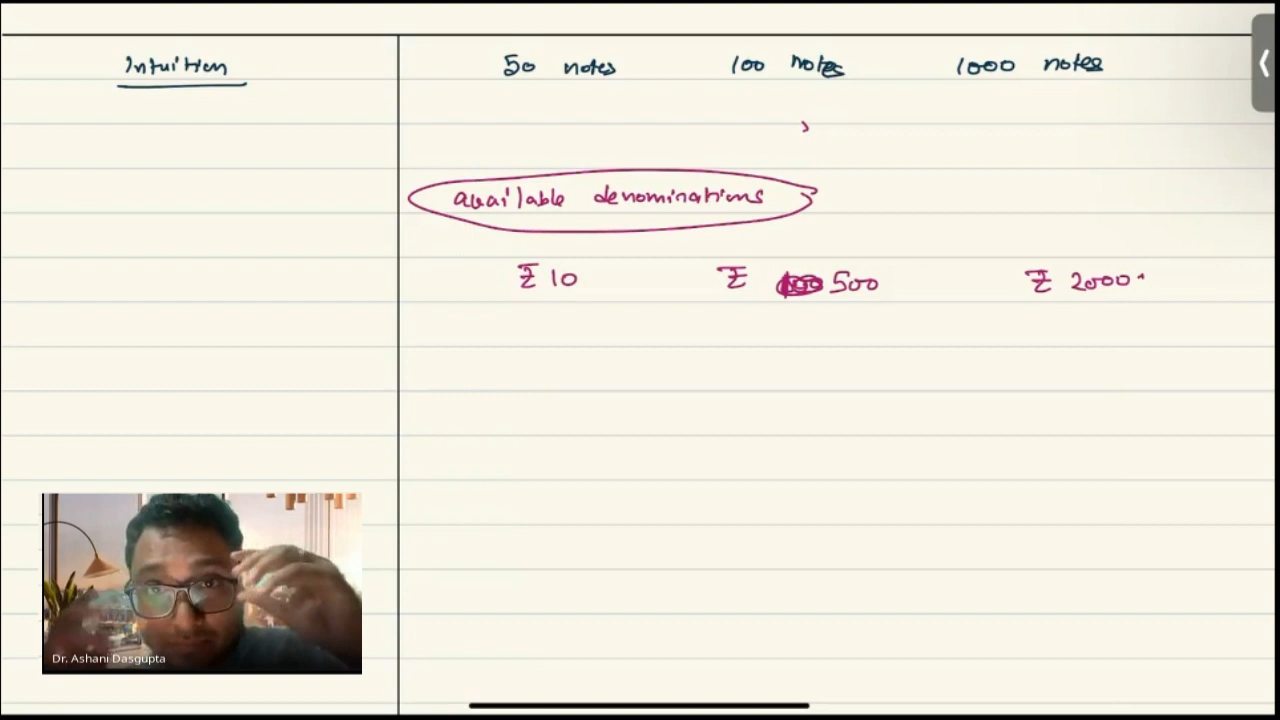 Intuition
50 notes 100 notes 1000 notes
available denominations
₹ 10 ₹ 500 ₹ 2000
Dr. Ashani Dasgupta